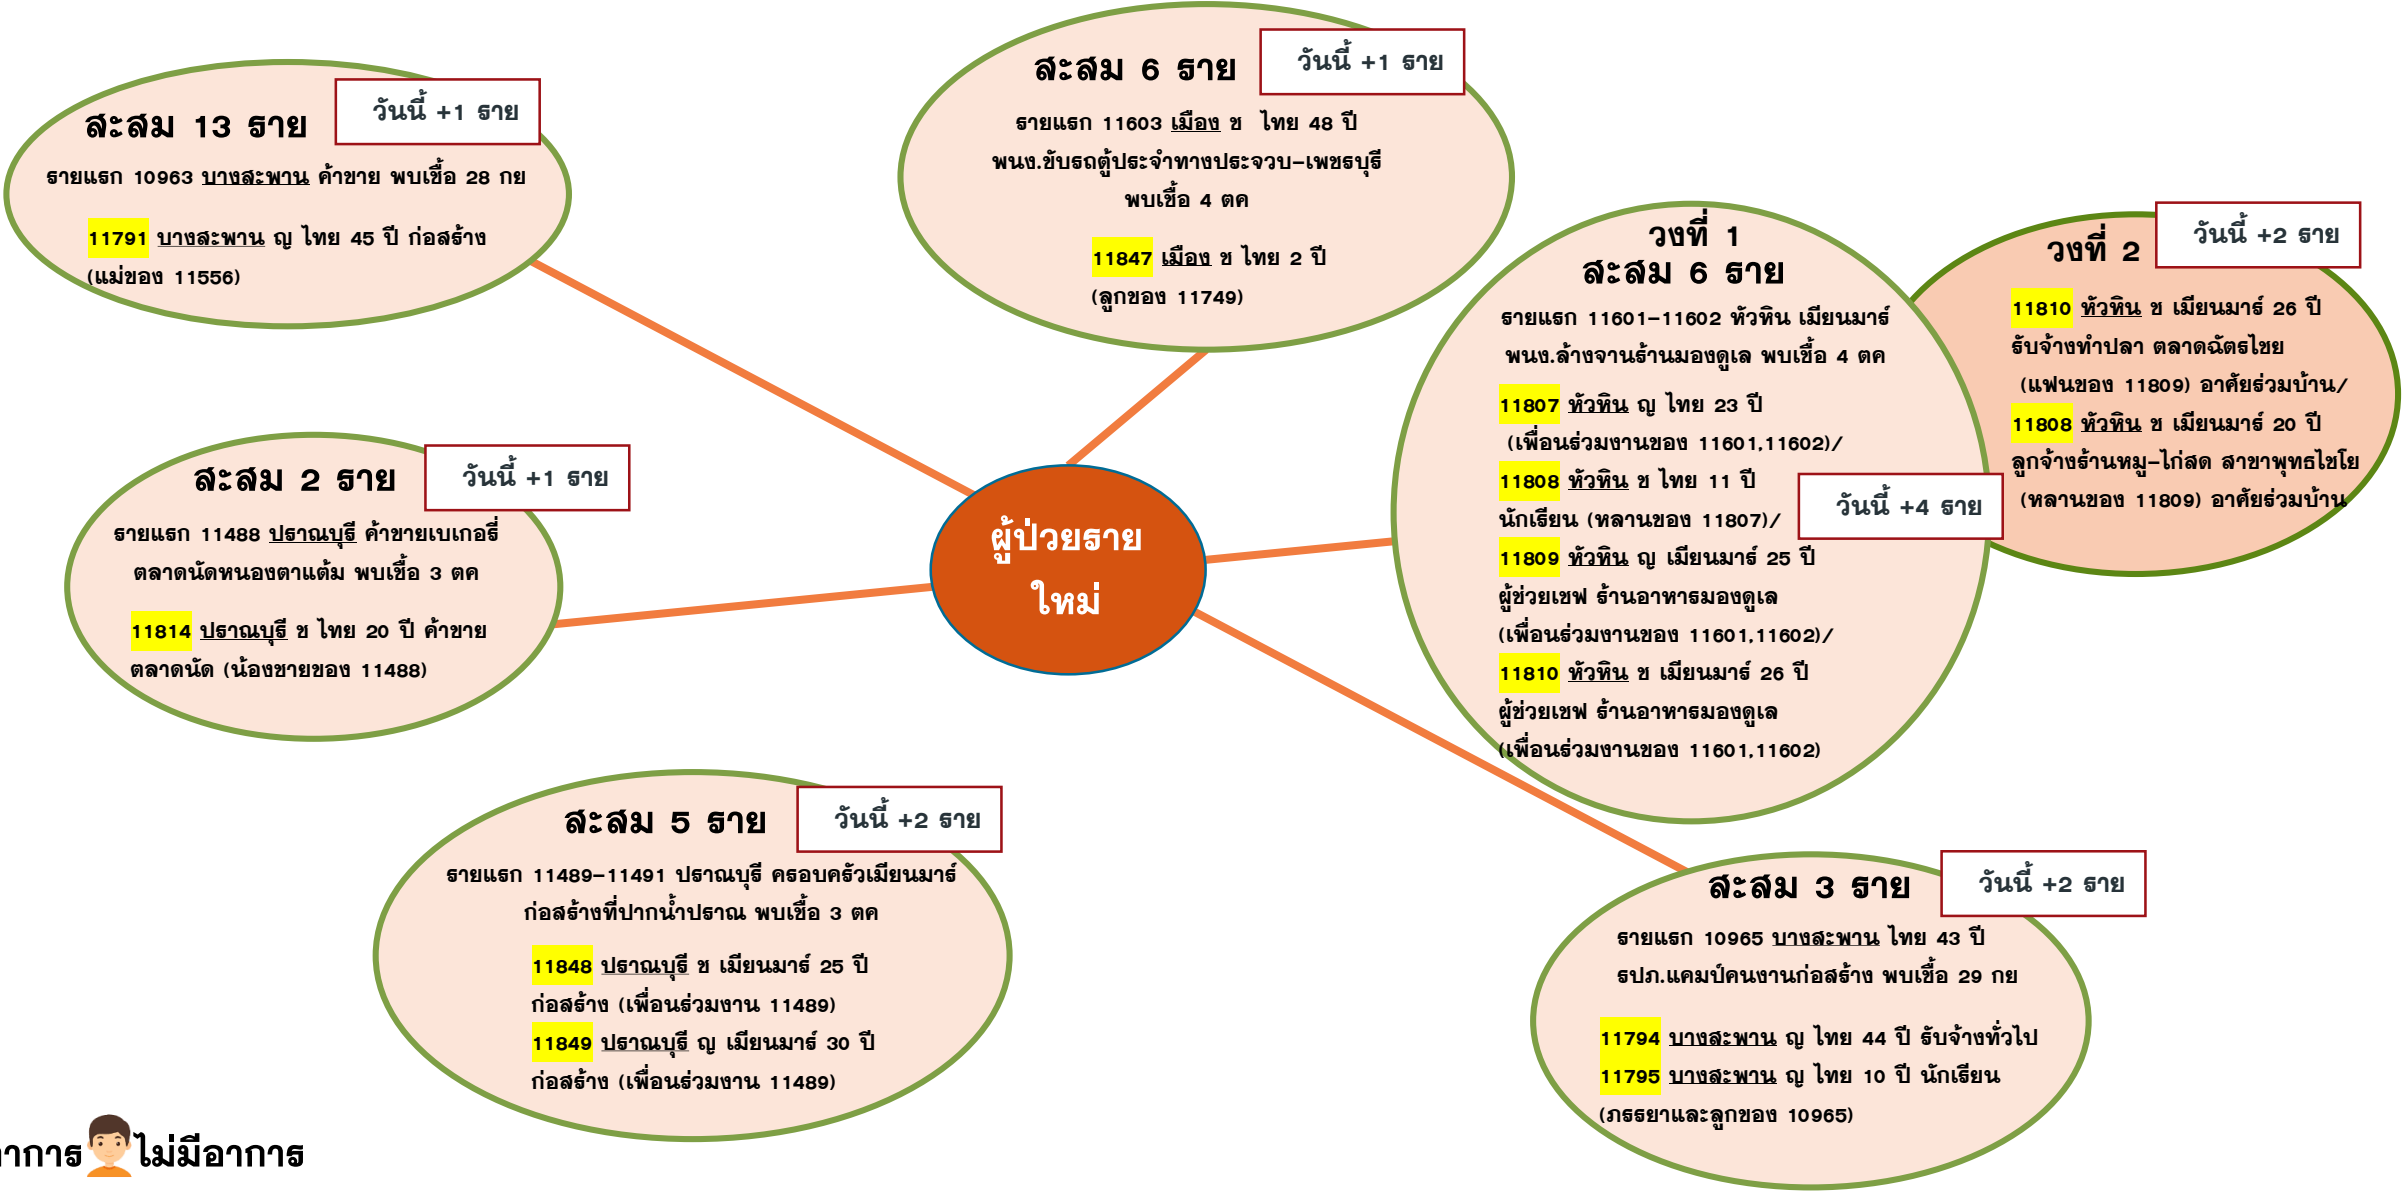 สะสม 13 ราย
วันนี้ +1 ราย
รายแรก 10963 บางสะพาน ค้าขาย พบเชื้อ 28 กย
11791 บางสะพาน ญ ไทย 45 ปี ก่อสร้าง
(แม่ของ 11556)
สะสม 6 ราย
วันนี้ +1 ราย
รายแรก 11603 เมือง ช ไทย 48 ปี
พนง.ขับรถตู้ประจำทางประจวบ-เพชรบุรี
พบเชื้อ 4 ตค
11847 เมือง ช ไทย 2 ปี
(ลูกของ 11749)
วงที่ 1
สะสม 6 ราย
รายแรก 11601-11602 หัวหิน เมียนมาร์
พนง.ล้างจานร้านมองดูเล พบเชื้อ 4 ตค
11807 หัวหิน ญ ไทย 23 ปี
(เพื่อนร่วมงานของ 11601,11602)/
11808 หัวหิน ช ไทย 11 ปี
นักเรียน (หลานของ 11807)/
11809 หัวหิน ญ เมียนมาร์ 25 ปี
ผู้ช่วยเชฟ ร้านอาหารมองดูเล
(เพื่อนร่วมงานของ 11601,11602)/
11810 หัวหิน ช เมียนมาร์ 26 ปี
ผู้ช่วยเชฟ ร้านอาหารมองดูเล
(เพื่อนร่วมงานของ 11601,11602)
วันนี้ +4 ราย
วงที่ 2
วันนี้ +2 ราย
11810 หัวหิน ช เมียนมาร์ 26 ปี
รับจ้างทำปลา ตลาดฉัตรไชย
(แฟนของ 11809) อาศัยร่วมบ้าน/
11808 หัวหิน ช เมียนมาร์ 20 ปี
ลูกจ้างร้านหมู-ไก่สด สาขาพุทธไชโย
(หลานของ 11809) อาศัยร่วมบ้าน
สะสม 2 ราย
วันนี้ +1 ราย
รายแรก 11488 ปราณบุรี ค้าขายเบเกอรี่
ตลาดนัดหนองตาแต้ม พบเชื้อ 3 ตค
11814 ปราณบุรี ช ไทย 20 ปี ค้าขาย
ตลาดนัด (น้องชายของ 11488)
ผู้ป่วยราย
ใหม่
สะสม 5 ราย
วันนี้ +2 ราย
รายแรก 11489-11491 ปราณบุรี ครอบครัวเมียนมาร์
ก่อสร้างที่ปากน้ำปราณ พบเชื้อ 3 ตค
11848 ปราณบุรี ช เมียนมาร์ 25 ปี
ก่อสร้าง (เพื่อนร่วมงาน 11489)
11849 ปราณบุรี ญ เมียนมาร์ 30 ปี
ก่อสร้าง (เพื่อนร่วมงาน 11489)
สะสม 3 ราย
วันนี้ +2 ราย
รายแรก 10965 บางสะพาน ไทย 43 ปี
รปภ.แคมป์คนงานก่อสร้าง พบเชื้อ 29 กย
11794 บางสะพาน ญ ไทย 44 ปี รับจ้างทั่วไป
11795 บางสะพาน ญ ไทย 10 ปี นักเรียน
(ภรรยาและลูกของ 10965)
าการ ไม่มีอาการ